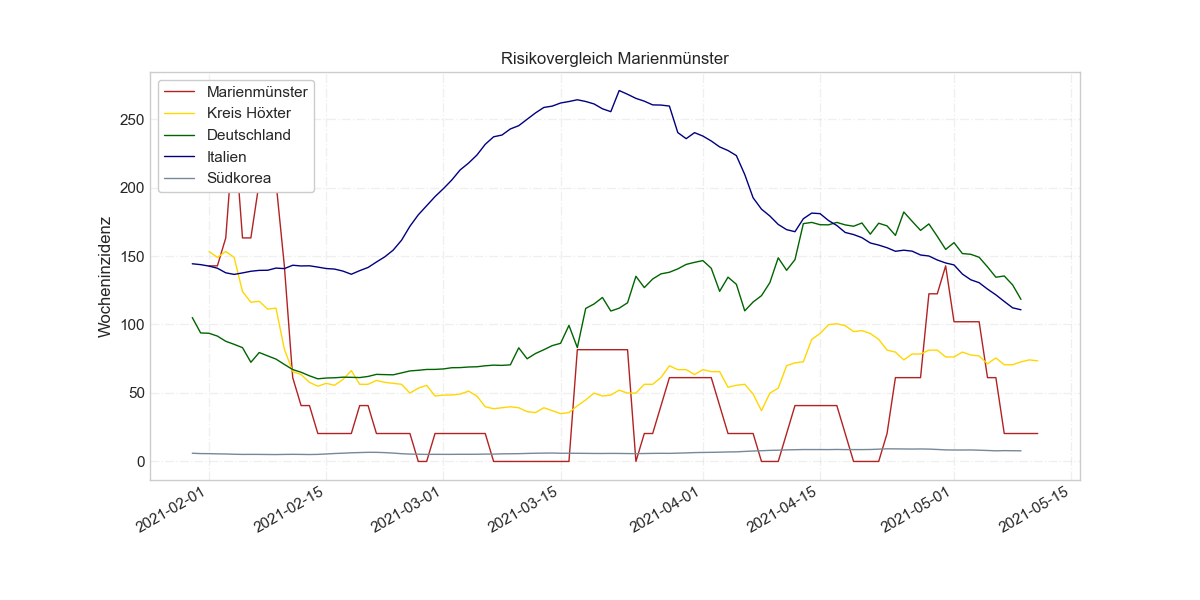 Risikovergleich Marienmünster
Marienmünster
Kreis Höxter
Deutschland
Italien
Südkorea
Wocheninzidenz
250
200
150
100
50
0
2021-02-01
2021-02-15
2021-03-01
2021-03-15
2021-04-01
2021-04-15
2021-05-01
2021-05-15